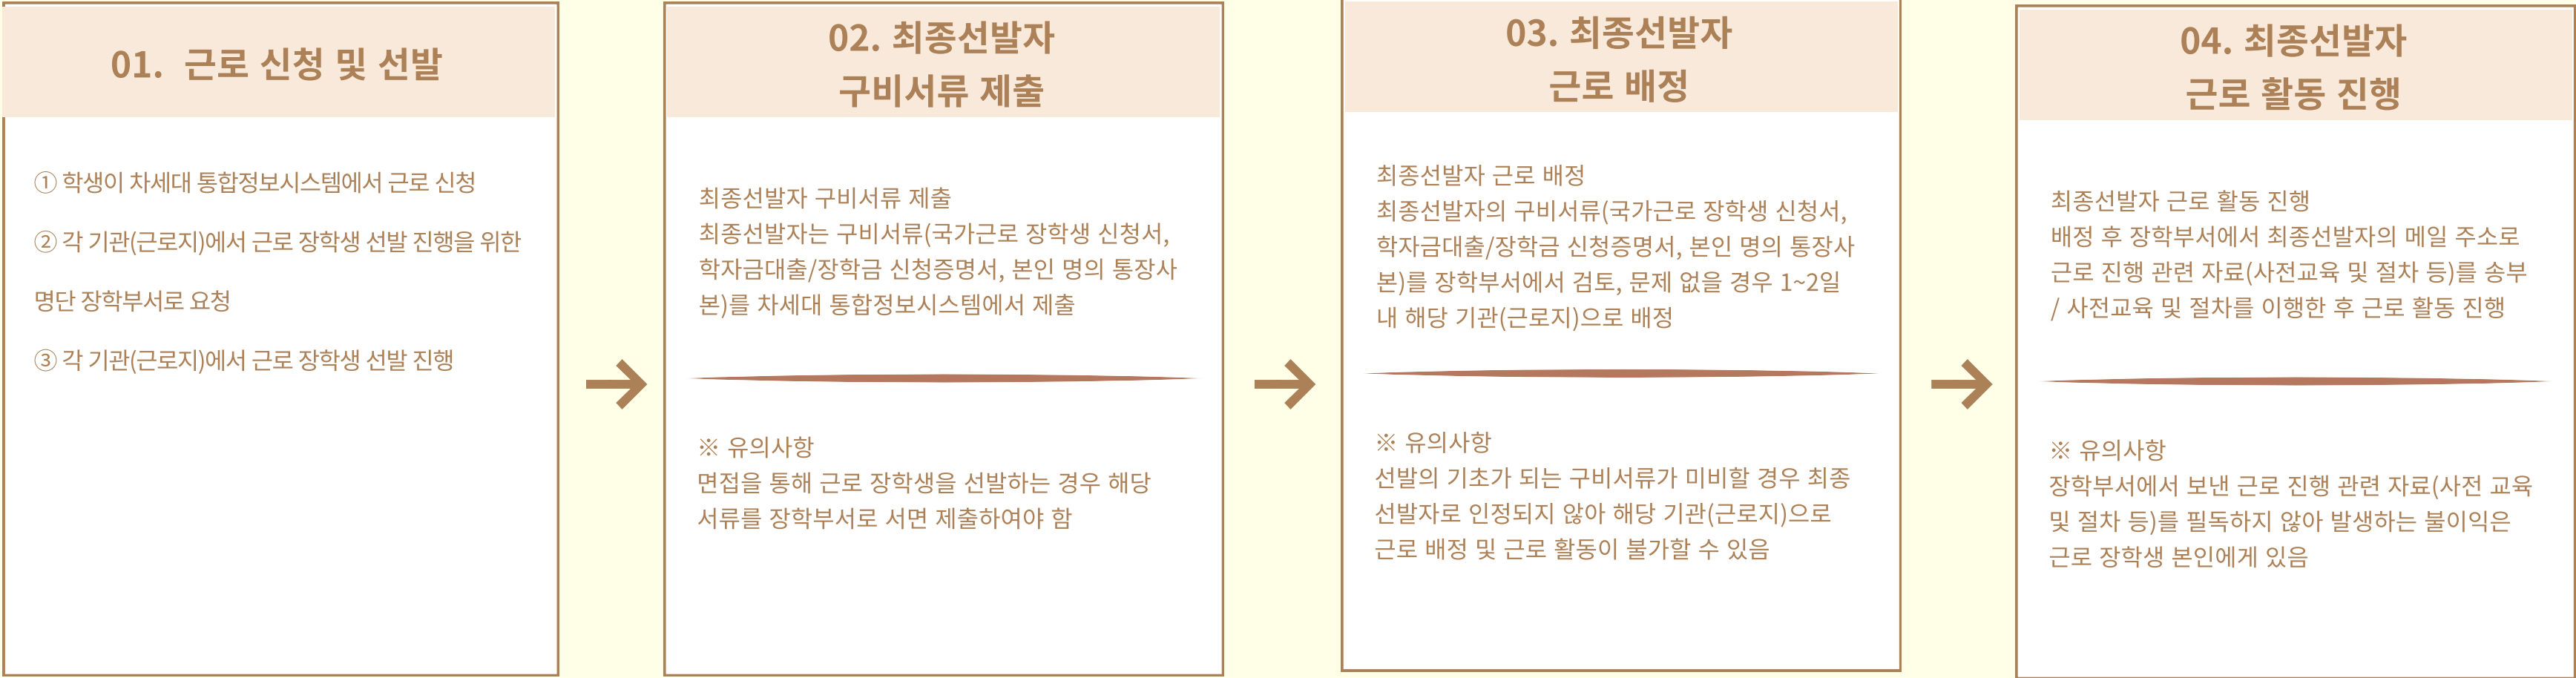 01. 근로 신청 및 선발
① 학생이 차세대 통합정보시스템에서 근로 신청
② 각 기관(근로지)에서 근로 장학생 선발 진행을 위한
명단 장학부서로 요청
③ 각 기관(근로지)에서 근로 장학생 선발 진행
02. 최종선발자
구비서류 제출
최종선발자 구비서류 제출
최종선발자는 구비서류(국가근로 장학생 신청서,
학자금대출/장학금 신청증명서, 본인 명의 통장사
본)를 차세대 통합정보시스템에서 제출
※ 유의사항
면접을 통해 근로 장학생을 선발하는 경우 해당
서류를 장학부서로 서면 제출하여야 함
03. 최종선발자
근로 배정
최종선발자 근로 배정
최종선발자의 구비서류(국가근로 장학생 신청서,
학자금대출/장학금 신청증명서, 본인 명의 통장사
본)를 장학부서에서 검토, 문제 없을 경우 1~2일
내 해당 기관(근로지)으로 배정
※ 유의사항
선발의 기초가 되는 구비서류가 미비할 경우 최종
선발자로 인정되지 않아 해당 기관(근로지)으로
근로 배정 및 근로 활동이 불가할 수 있음
04. 최종선발자
근로 활동 진행
최종선발자 근로 활동 진행
배정 후 장학부서에서 최종선발자의 메일 주소로
근로 진행 관련 자료(사전교육 및 절차 등)를 송부
/ 사전교육 및 절차를 이행한 후 근로 활동 진행
※ 유의사항
장학부서에서 보낸 근로 진행 관련 자료(사전 교육
및 절차 등)를 필독하지 않아 발생하는 불이익은
근로 장학생 본인에게 있음